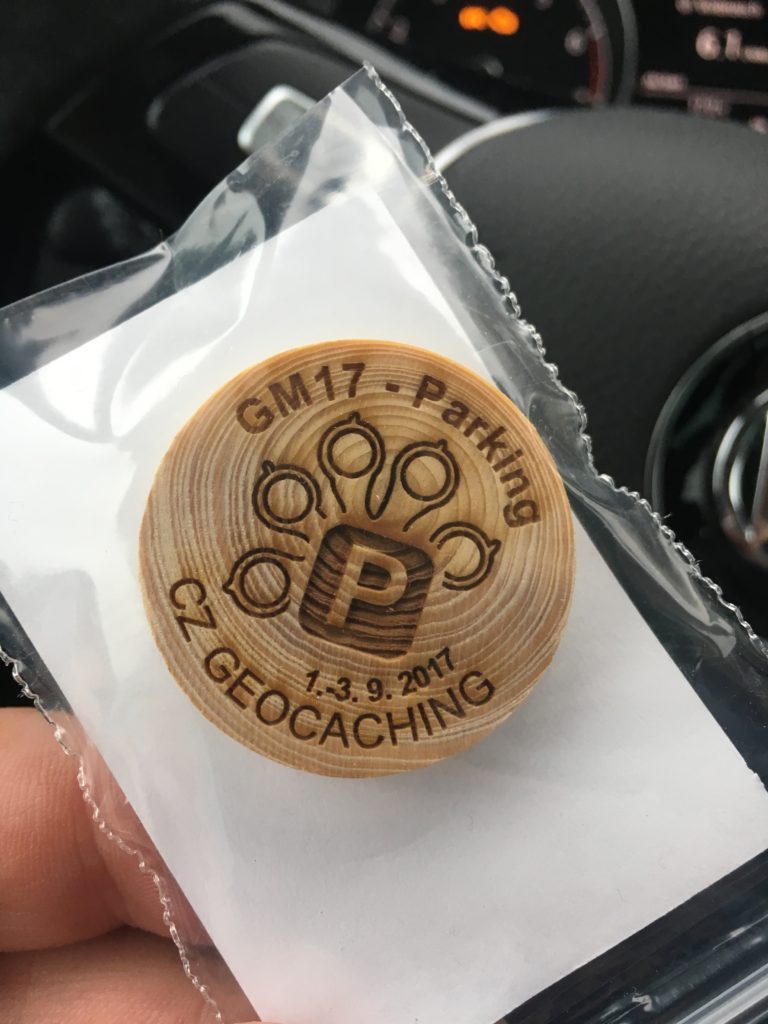 GM17 - Parking
P
1.-3. 9. 2017
CZ GEOCACHING